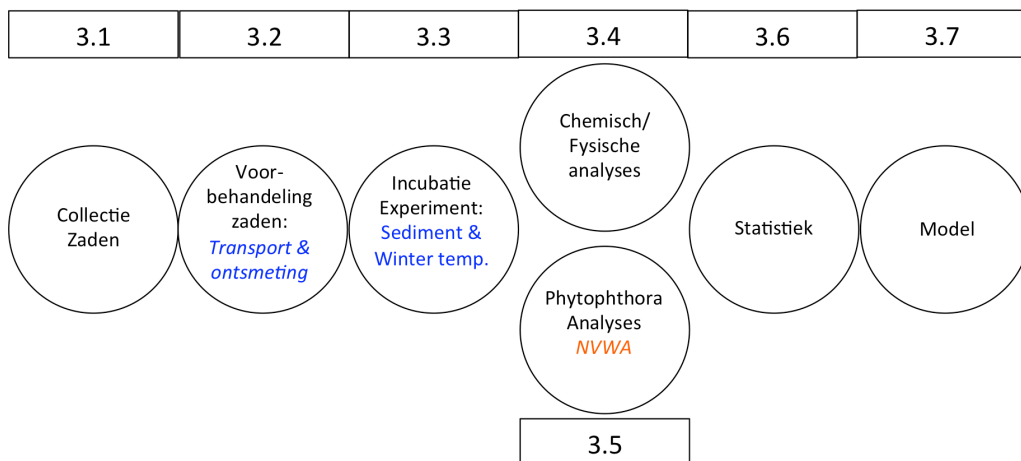 3.1
3.2
3.3
3.4
3.6
3.7
Collectie
Zaden
Voor-
behandeling
zaden:
Transport &
ontsmeting
Incubatie
Experiment:
Sediment &
Winter temp.
Chemisch/
Fysische
analyses
Phytophthora
Analyses
NVWA
Statistiek
Model
3.5